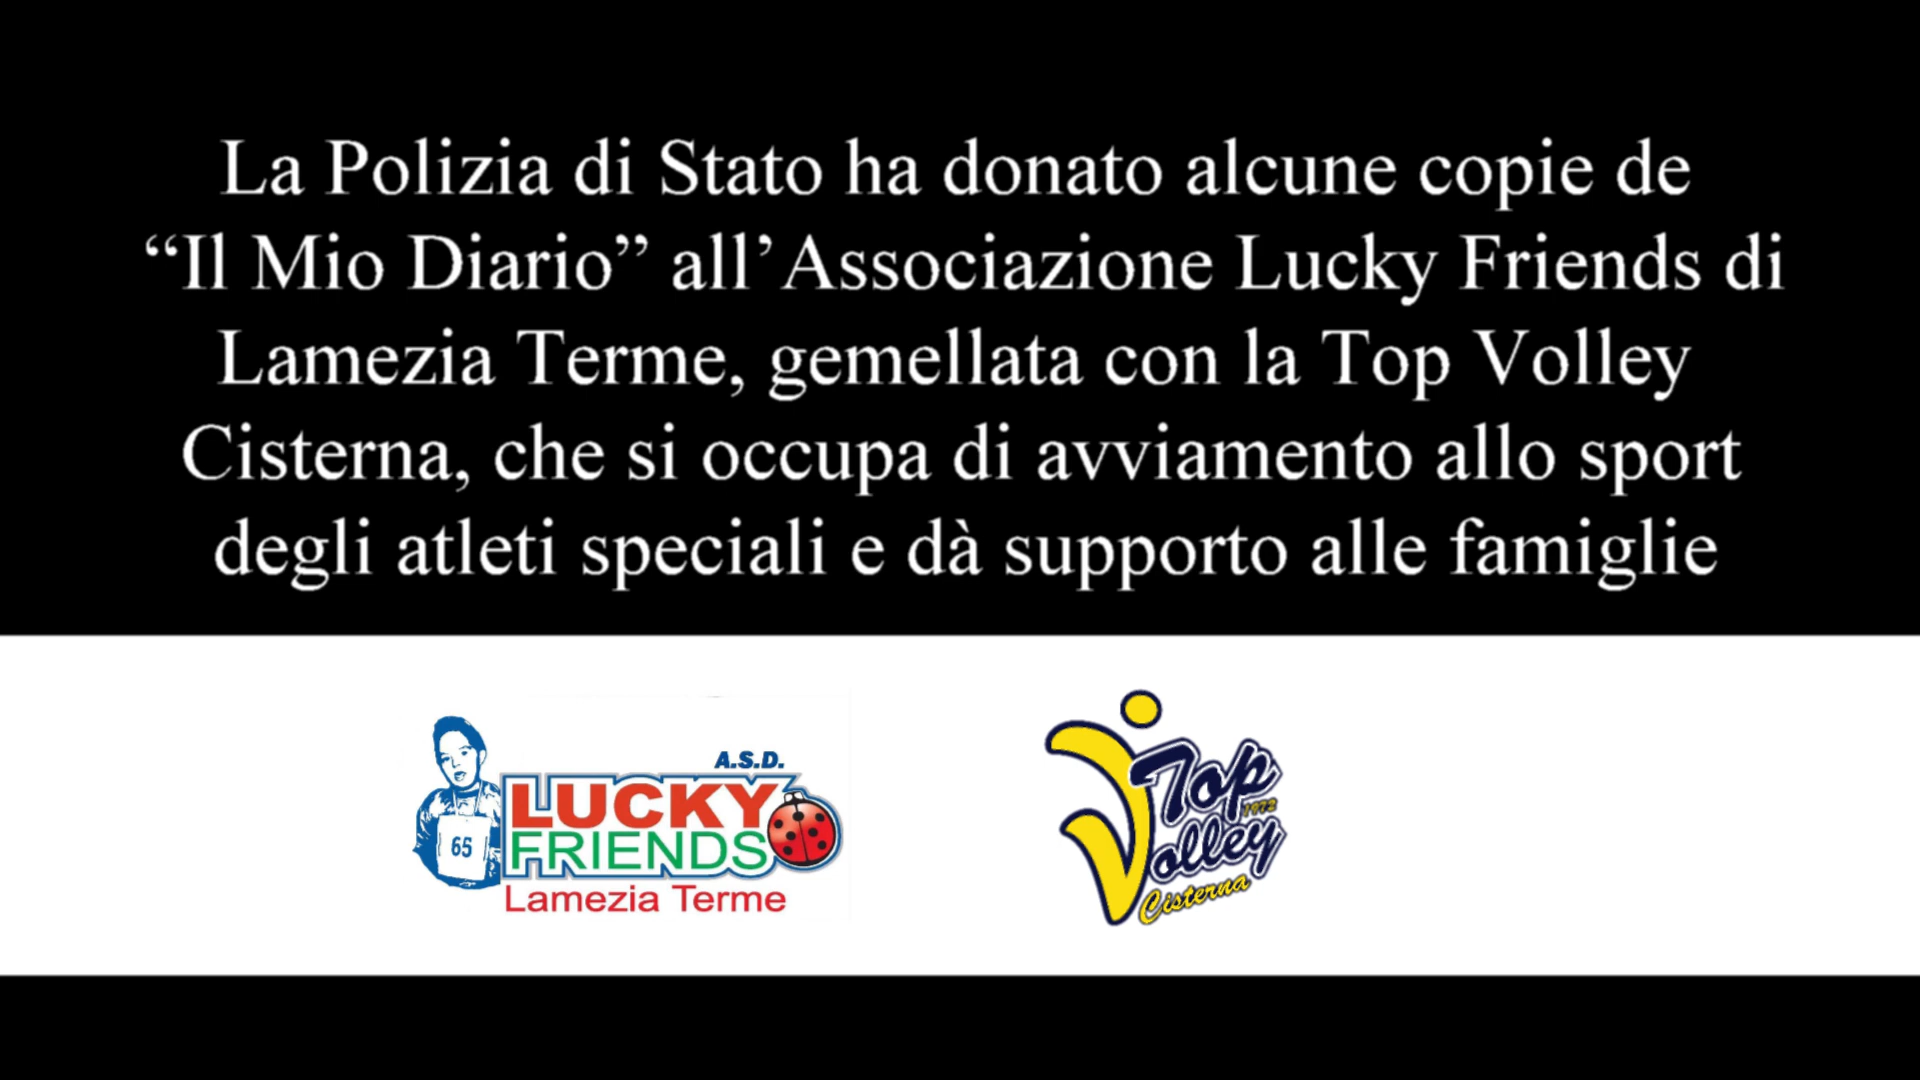 La Polizia di Stato ha donato alcune copie de
“Il Mio Diario” all’Associazione Lucky Friends di
Lamezia Terme, gemellata con la Top Volley
Cisterna, che si occupa di avviamento allo sport
degli atleti speciali e dà supporto alle famiglie
A.S.D.
LUCKY
FRIENDS
65
Lamezia Terme
Top
1972
Volley
Cisterna